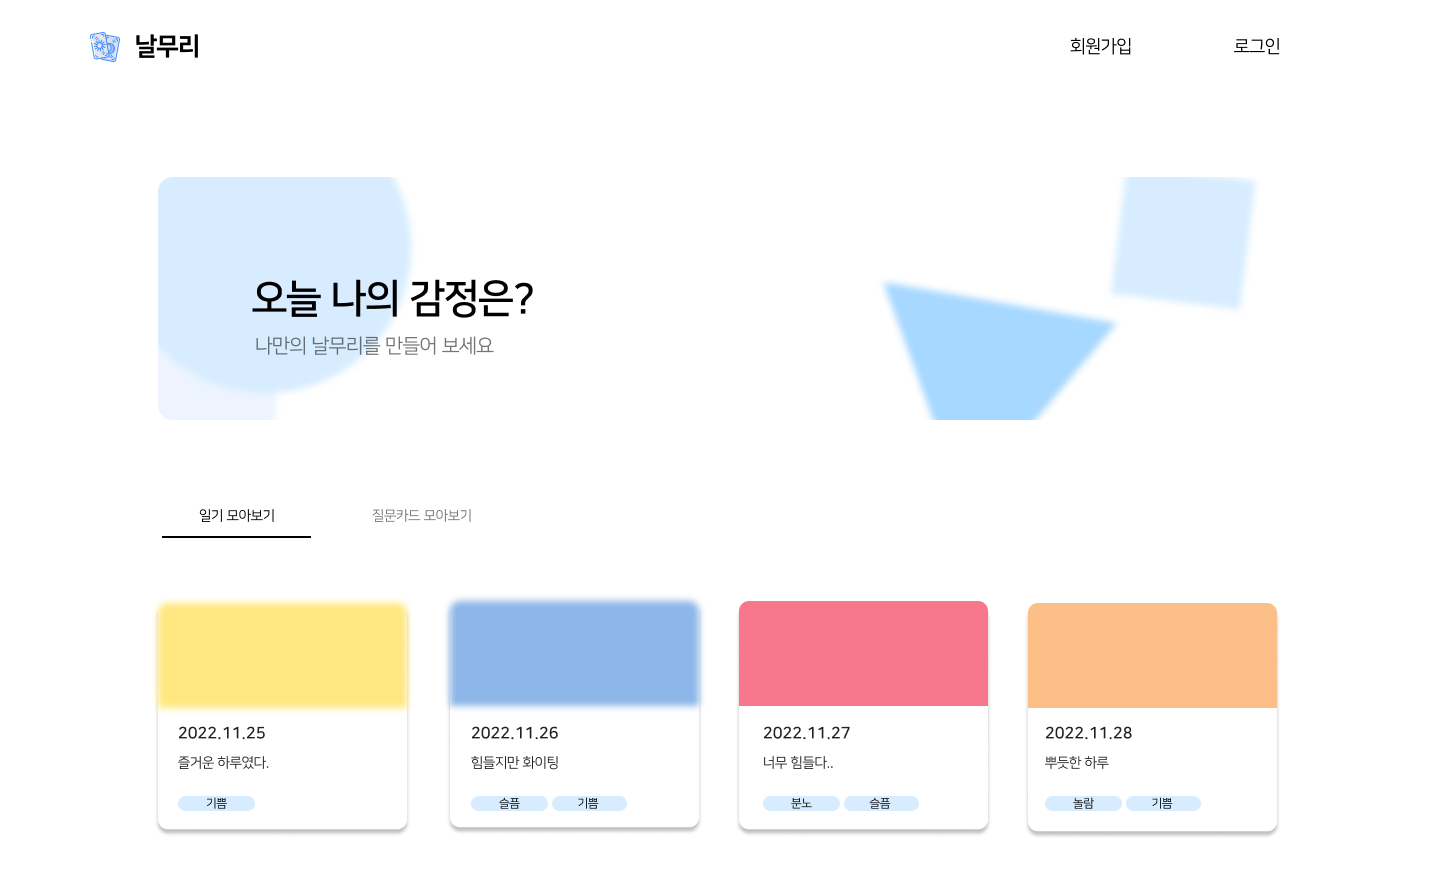 날무리
회원가입
로그인
오늘 나의 감정은?
나만의 날무리를 만들어 보세요
일기 모아보기
질문카드 모아보기
2022.11.25
즐거운 하루였다.
기쁨
2022.11.26
힘들지만 화이팅
슬픔
기쁨
2022.11.27
너무 힘들다..
분노
슬픔
2022.11.28
뿌듯한 하루
놀람
기쁨